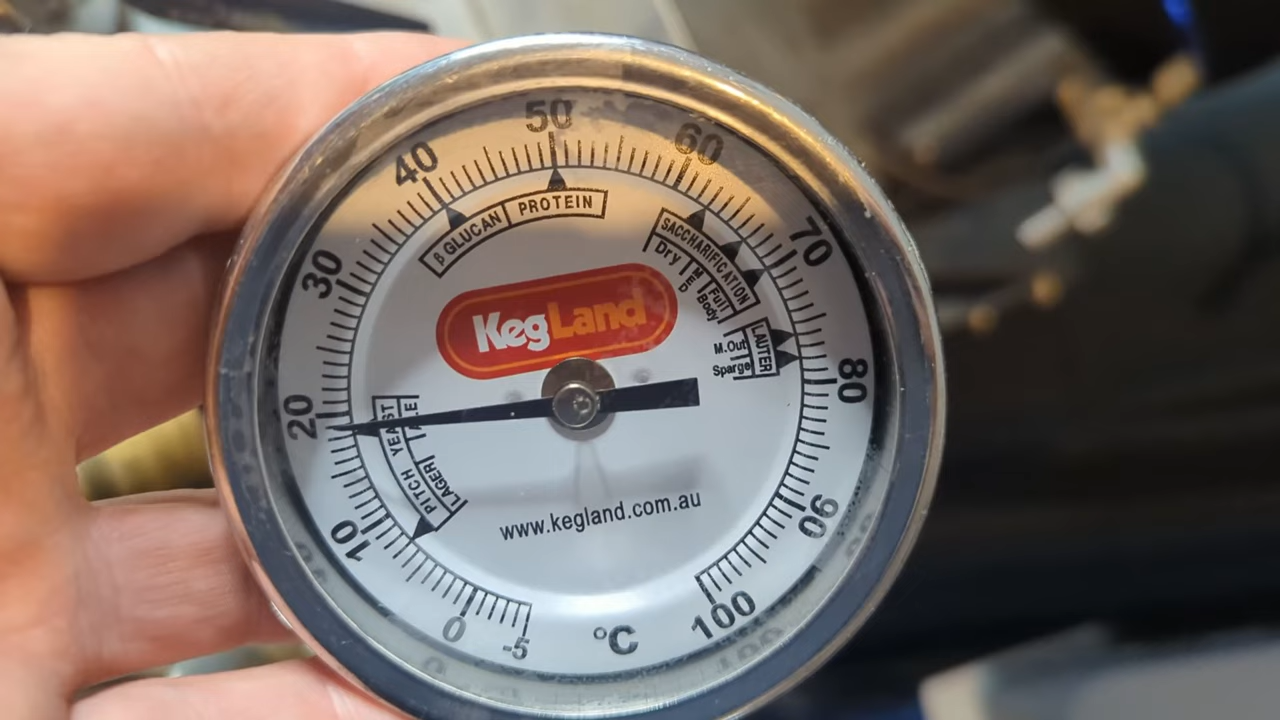 50
60
40
70
30
80
20
90
10
100
0
-5
°C
β GLUCAN
PROTEIN
SACCHARIFICATION
Dry
MED
Full Body
LAUTER
M.Out
Sparge
PITCH YEAST
ALE
LAGER
KegLand
www.kegland.com.au